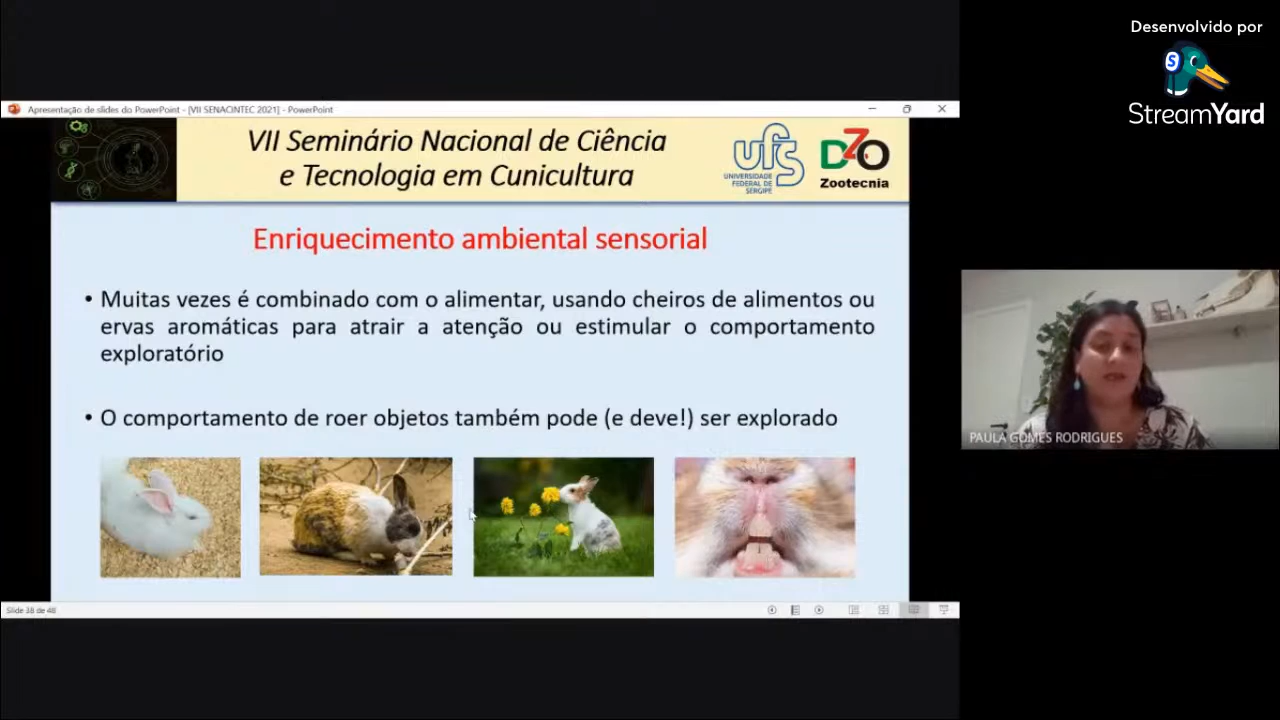 Desenvolvido por
StreamYard
Apresentação de slides do PowerPoint - [VII SENACINTEC 2021] - PowerPoint
VII Seminário Nacional de Ciência
e Tecnologia em Cunicultura
ufs
UNIVERSIDADE
FEDERAL DE
SERGIPE
DZO
Zootecnia
Enriquecimento ambiental sensorial
• Muitas vezes é combinado com o alimentar, usando cheiros de alimentos ou
ervas aromáticas para atrair a atenção ou estimular o comportamento
exploratório
• O comportamento de roer objetos também pode (e deve!) ser explorado
PAULA GOMES RODRIGUES
Slide 38 de 48